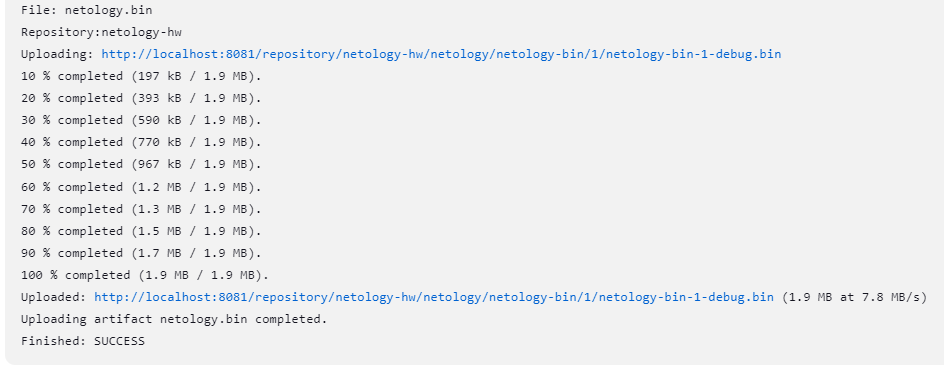 File: netology.bin
Repository:netology-hw
Uploading: http://localhost:8081/repository/netology-hw/netology/netology-bin/1/netology-bin-1-debug.bin
10 % completed (197 kB / 1.9 MB).
20 % completed (393 kB / 1.9 MB).
30 % completed (590 kB / 1.9 MB).
40 % completed (770 kB / 1.9 MB).
50 % completed (967 kB / 1.9 MB).
60 % completed (1.2 MB / 1.9 MB).
70 % completed (1.3 MB / 1.9 MB).
80 % completed (1.5 MB / 1.9 MB).
90 % completed (1.7 MB / 1.9 MB).
100 % completed (1.9 MB / 1.9 MB).
Uploaded: http://localhost:8081/repository/netology-hw/netology/netology-bin/1/netology-bin-1-debug.bin (1.9 MB at 7.8 MB/s)
Uploading artifact netology.bin completed.
Finished: SUCCESS